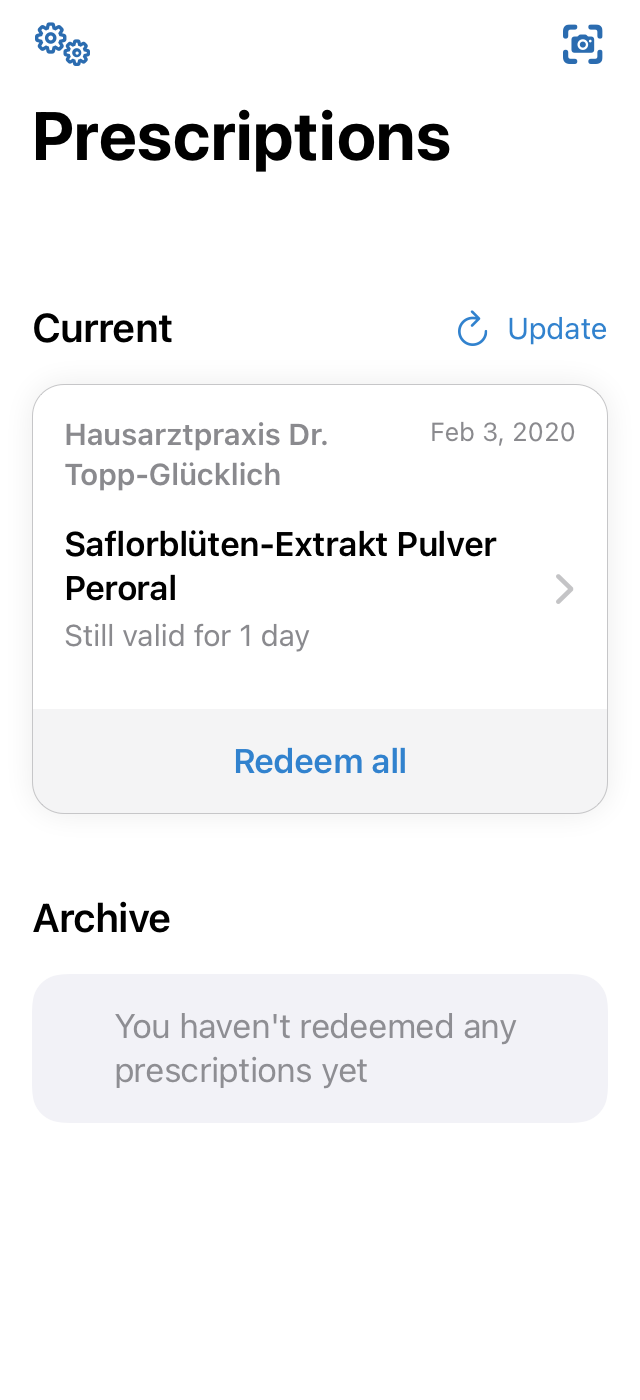 Prescriptions
Current
Update
Hausarztpraxis Dr.
Topp-Glücklich
Feb 3, 2020
Saflorblüten-Extrakt Pulver
Peroral
Still valid for 1 day
Redeem all
Archive
You haven't redeemed any
prescriptions yet